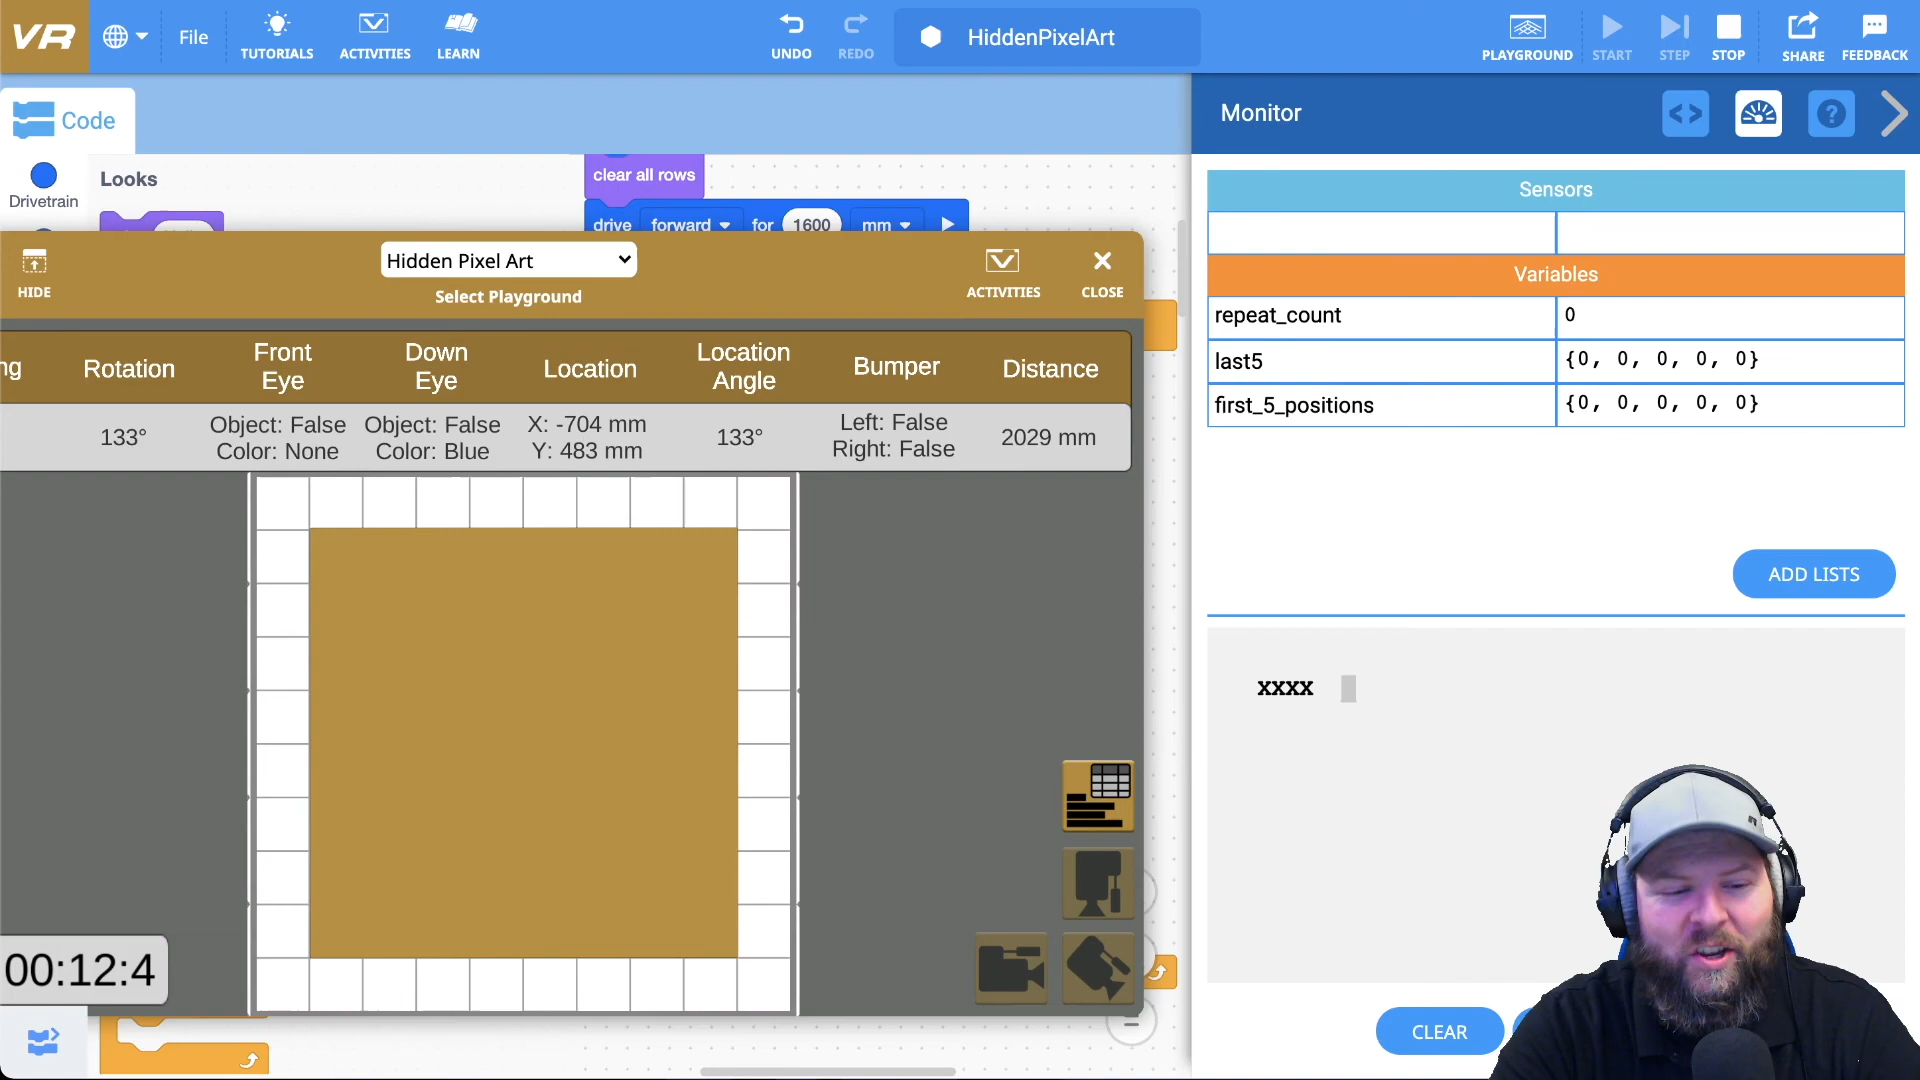 VR
File
TUTORIALS
ACTIVITIES
LEARN
UNDO
REDO
HiddenPixelArt
PLAYGROUND
START
STEP
STOP
SHARE
FEEDBACK
Code
Monitor
Drivetrain
Looks
clear all rows
drive forward for 1600 mm
Sensors
Variables
repeat_count 0
last5 {0, 0, 0, 0, 0}
first_5_positions {0, 0, 0, 0, 0}
HIDE
Hidden Pixel Art
Select Playground
ACTIVITIES
CLOSE
ng
Rotation
Front Eye
Down Eye
Location
Location Angle
Bumper
Distance
133°
Object: False
Color: None
Object: False
Color: Blue
X: -704 mm
Y: 483 mm
133°
Left: False
Right: False
2029 mm
ADD LISTS
xxxx
00:12:4
CLEAR